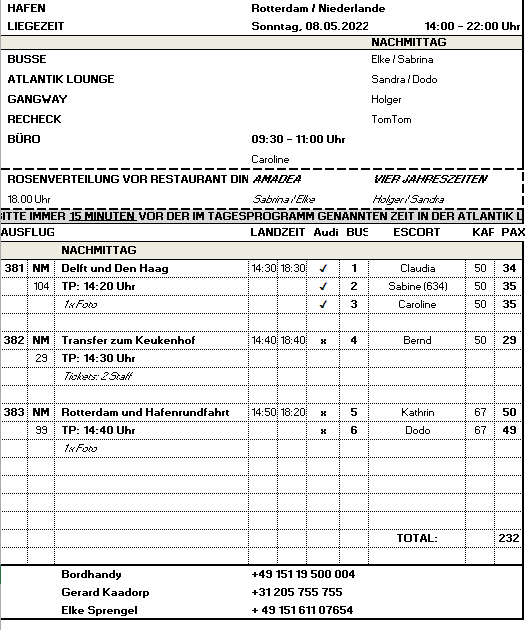 HAFEN Rotterdam / Niederlande
LIEGEZEIT Sonntag, 08.05.2022 14:00 - 22:00 Uhr
NACHMITTAG
BUSSE Elke / Sabrina
ATLANTIK LOUNGE Sandra / Dodo
GANGWAY Holger
RECHECK TomTom
BÜRO 09:30 - 11:00 Uhr
Caroline
ROSENVERTEILUNG VOR RESTAURANT DIN AMADEA VIER JAHRESZEITEN
18.00 Uhr Sabrina / Elke Holger / Sandra
ITTE IMMER 15 MINUTEN VOR DER IM TAGESPROGRAMM GENANNTEN ZEIT IN DER ATLANTIK L
AUSFLUG LANDZEIT Audi BUS ESCORT KAF PAX
NACHMITTAG
381 NM Delft und Den Haag 14:30 18:30 ✓ 1 Claudia 50 34
104 TP: 14:20 Uhr ✓ 2 Sabine (634) 50 35
1x Foto ✓ 3 Caroline 50 35
382 NM Transfer zum Keukenhof 14:40 18:40 x 4 Bernd 50 29
29 TP: 14:30 Uhr
Tickets: 2 Staff
383 NM Rotterdam und Hafenrundfahrt 14:50 18:20 x 5 Kathrin 67 50
99 TP: 14:40 Uhr x 6 Dodo 67 49
1x Foto
TOTAL: 232
Bordhandy +49 151 19 500 004
Gerard Kaadorp +31 205 755 755
Elke Sprengel + 49 151 611 07654